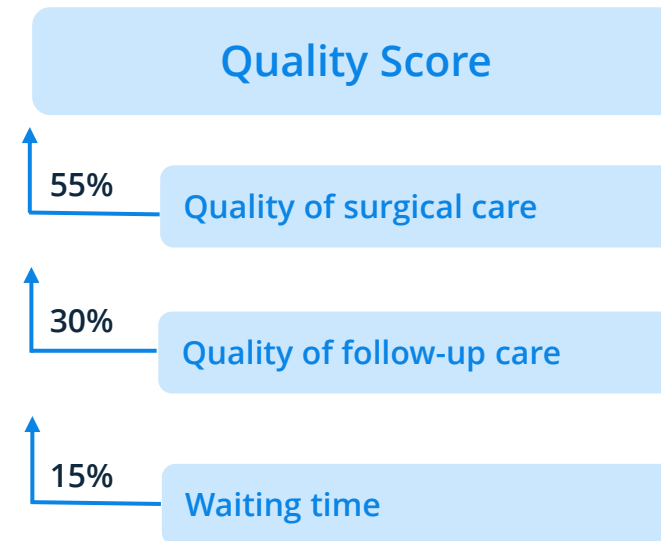 Quality Score
55%
Quality of surgical care
30%
Quality of follow-up care
15%
Waiting time